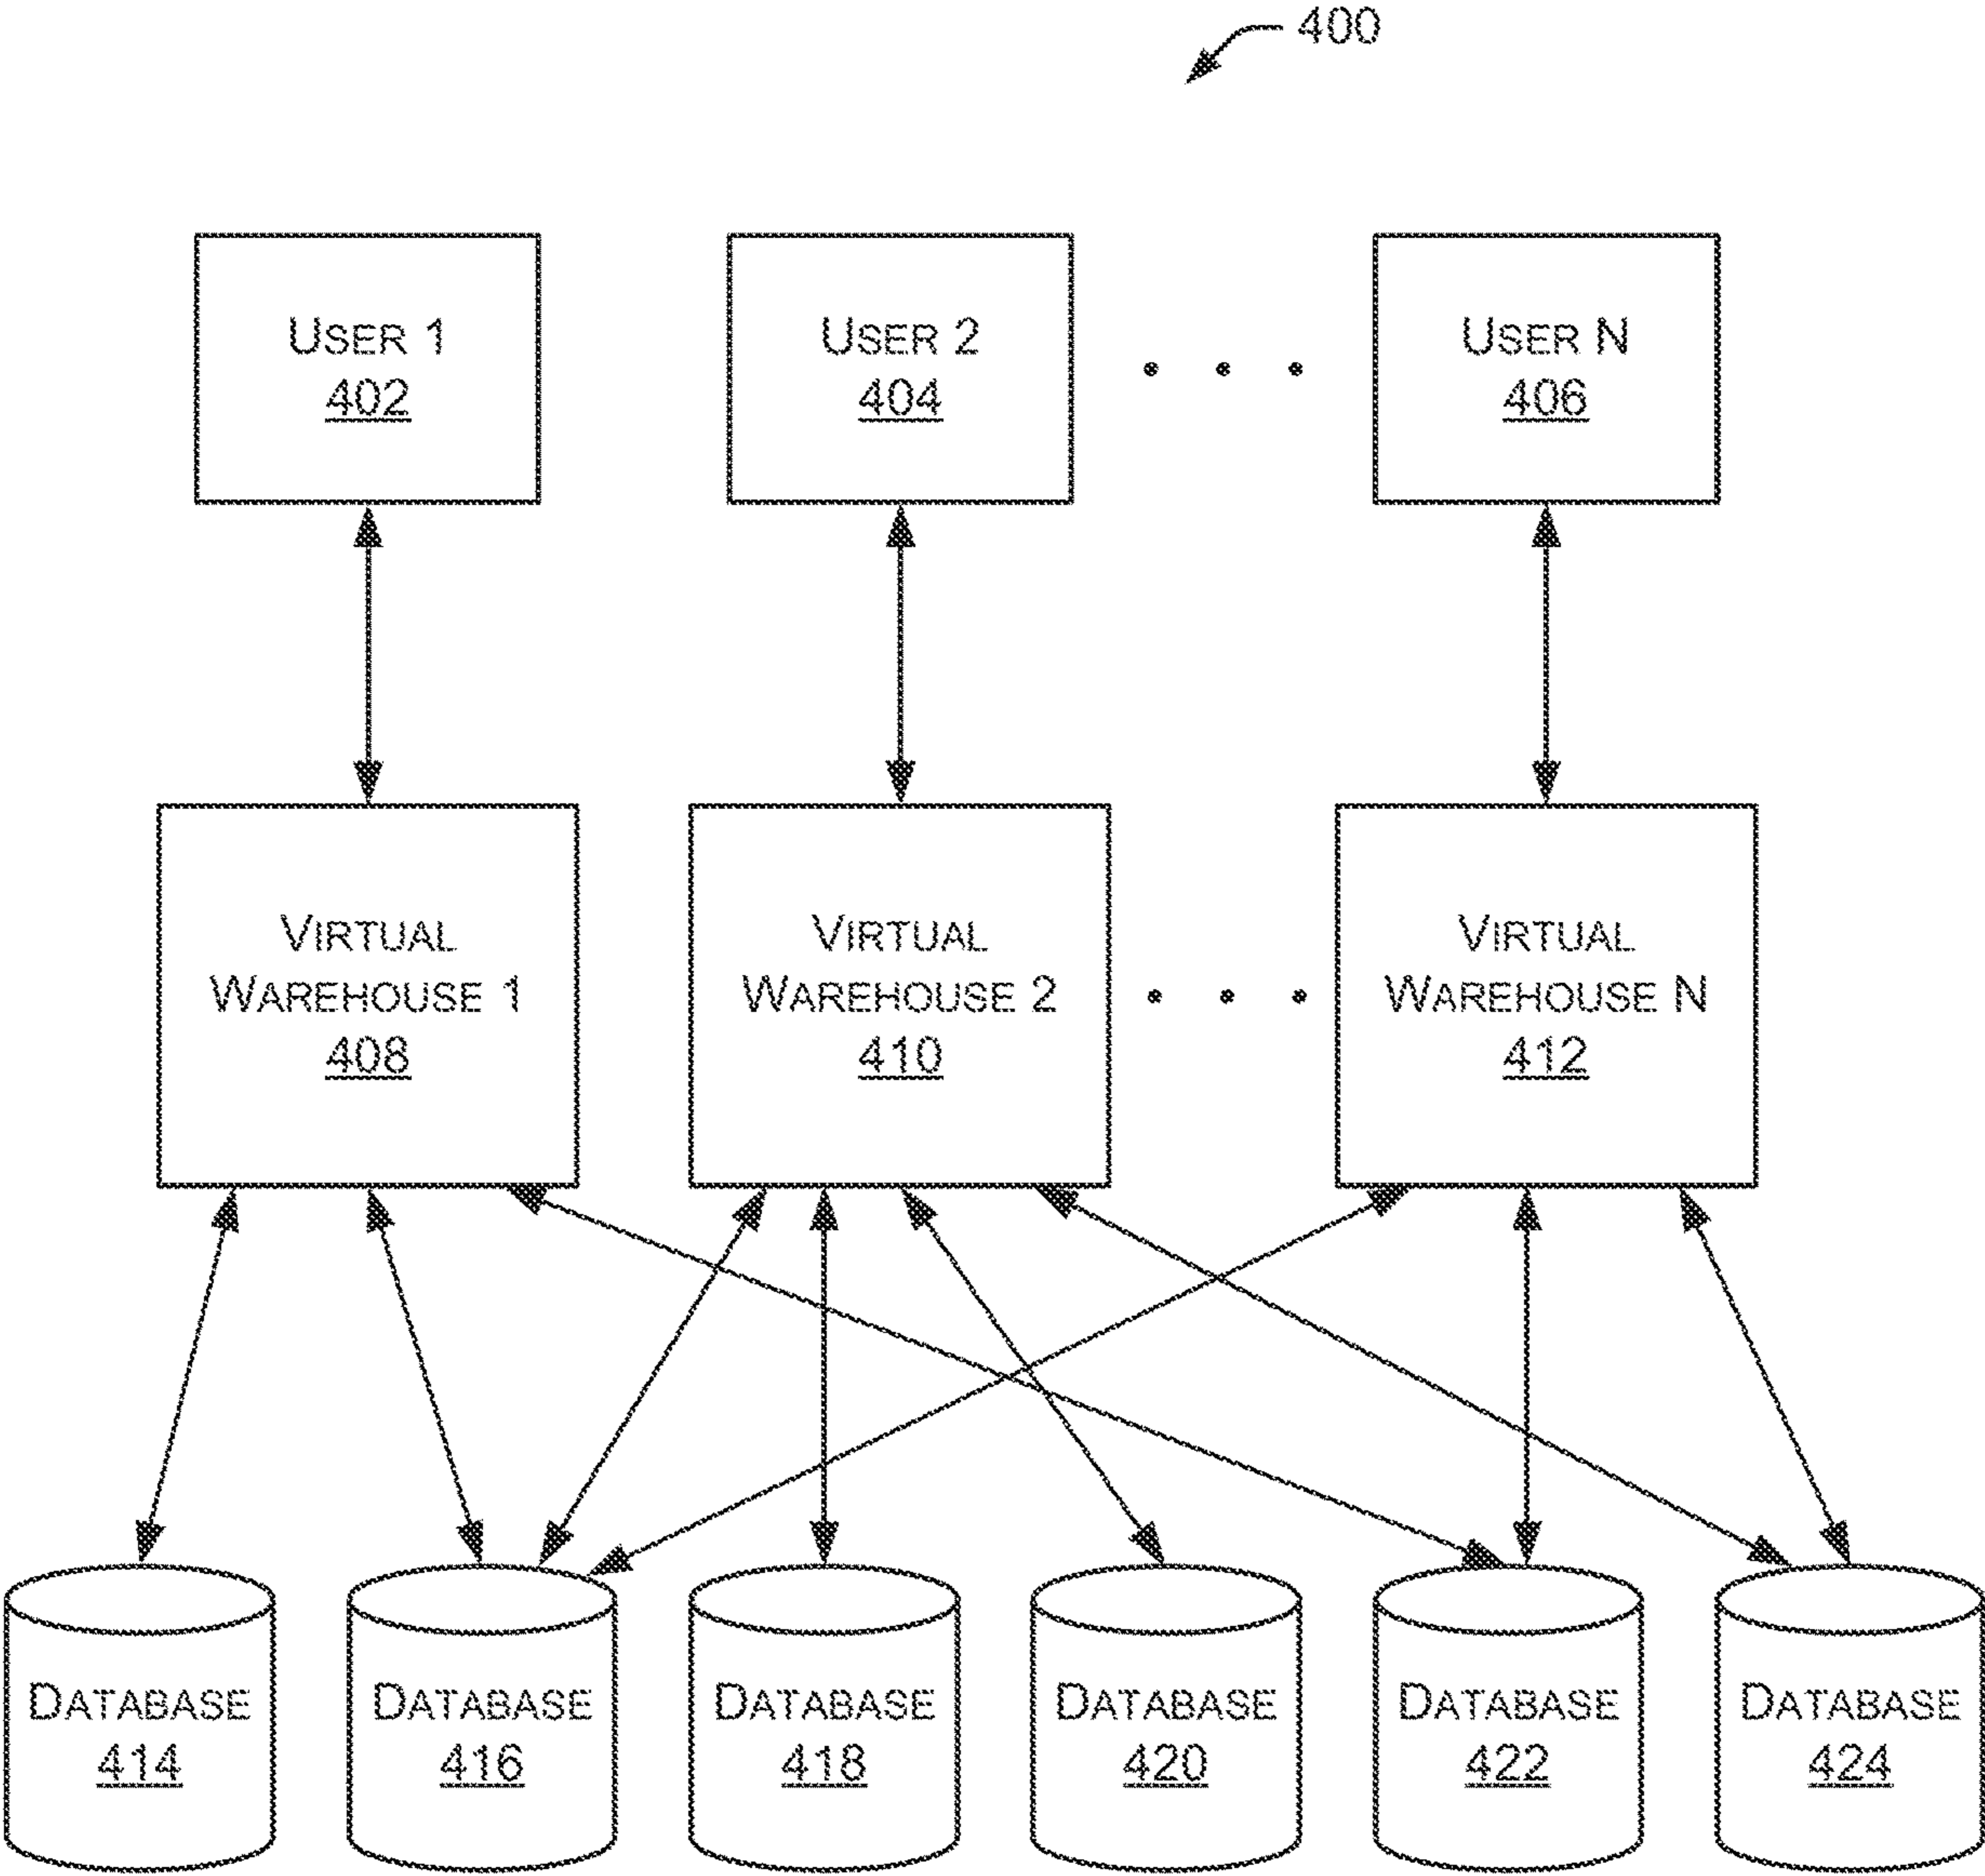 400
USER 1
402
USER 2
404
USER N
406
VIRTUAL
WAREHOUSE 1
408
VIRTUAL
WAREHOUSE 2
410
VIRTUAL
WAREHOUSE N
412
DATABASE
414
DATABASE
416
DATABASE
418
DATABASE
420
DATABASE
422
DATABASE
424